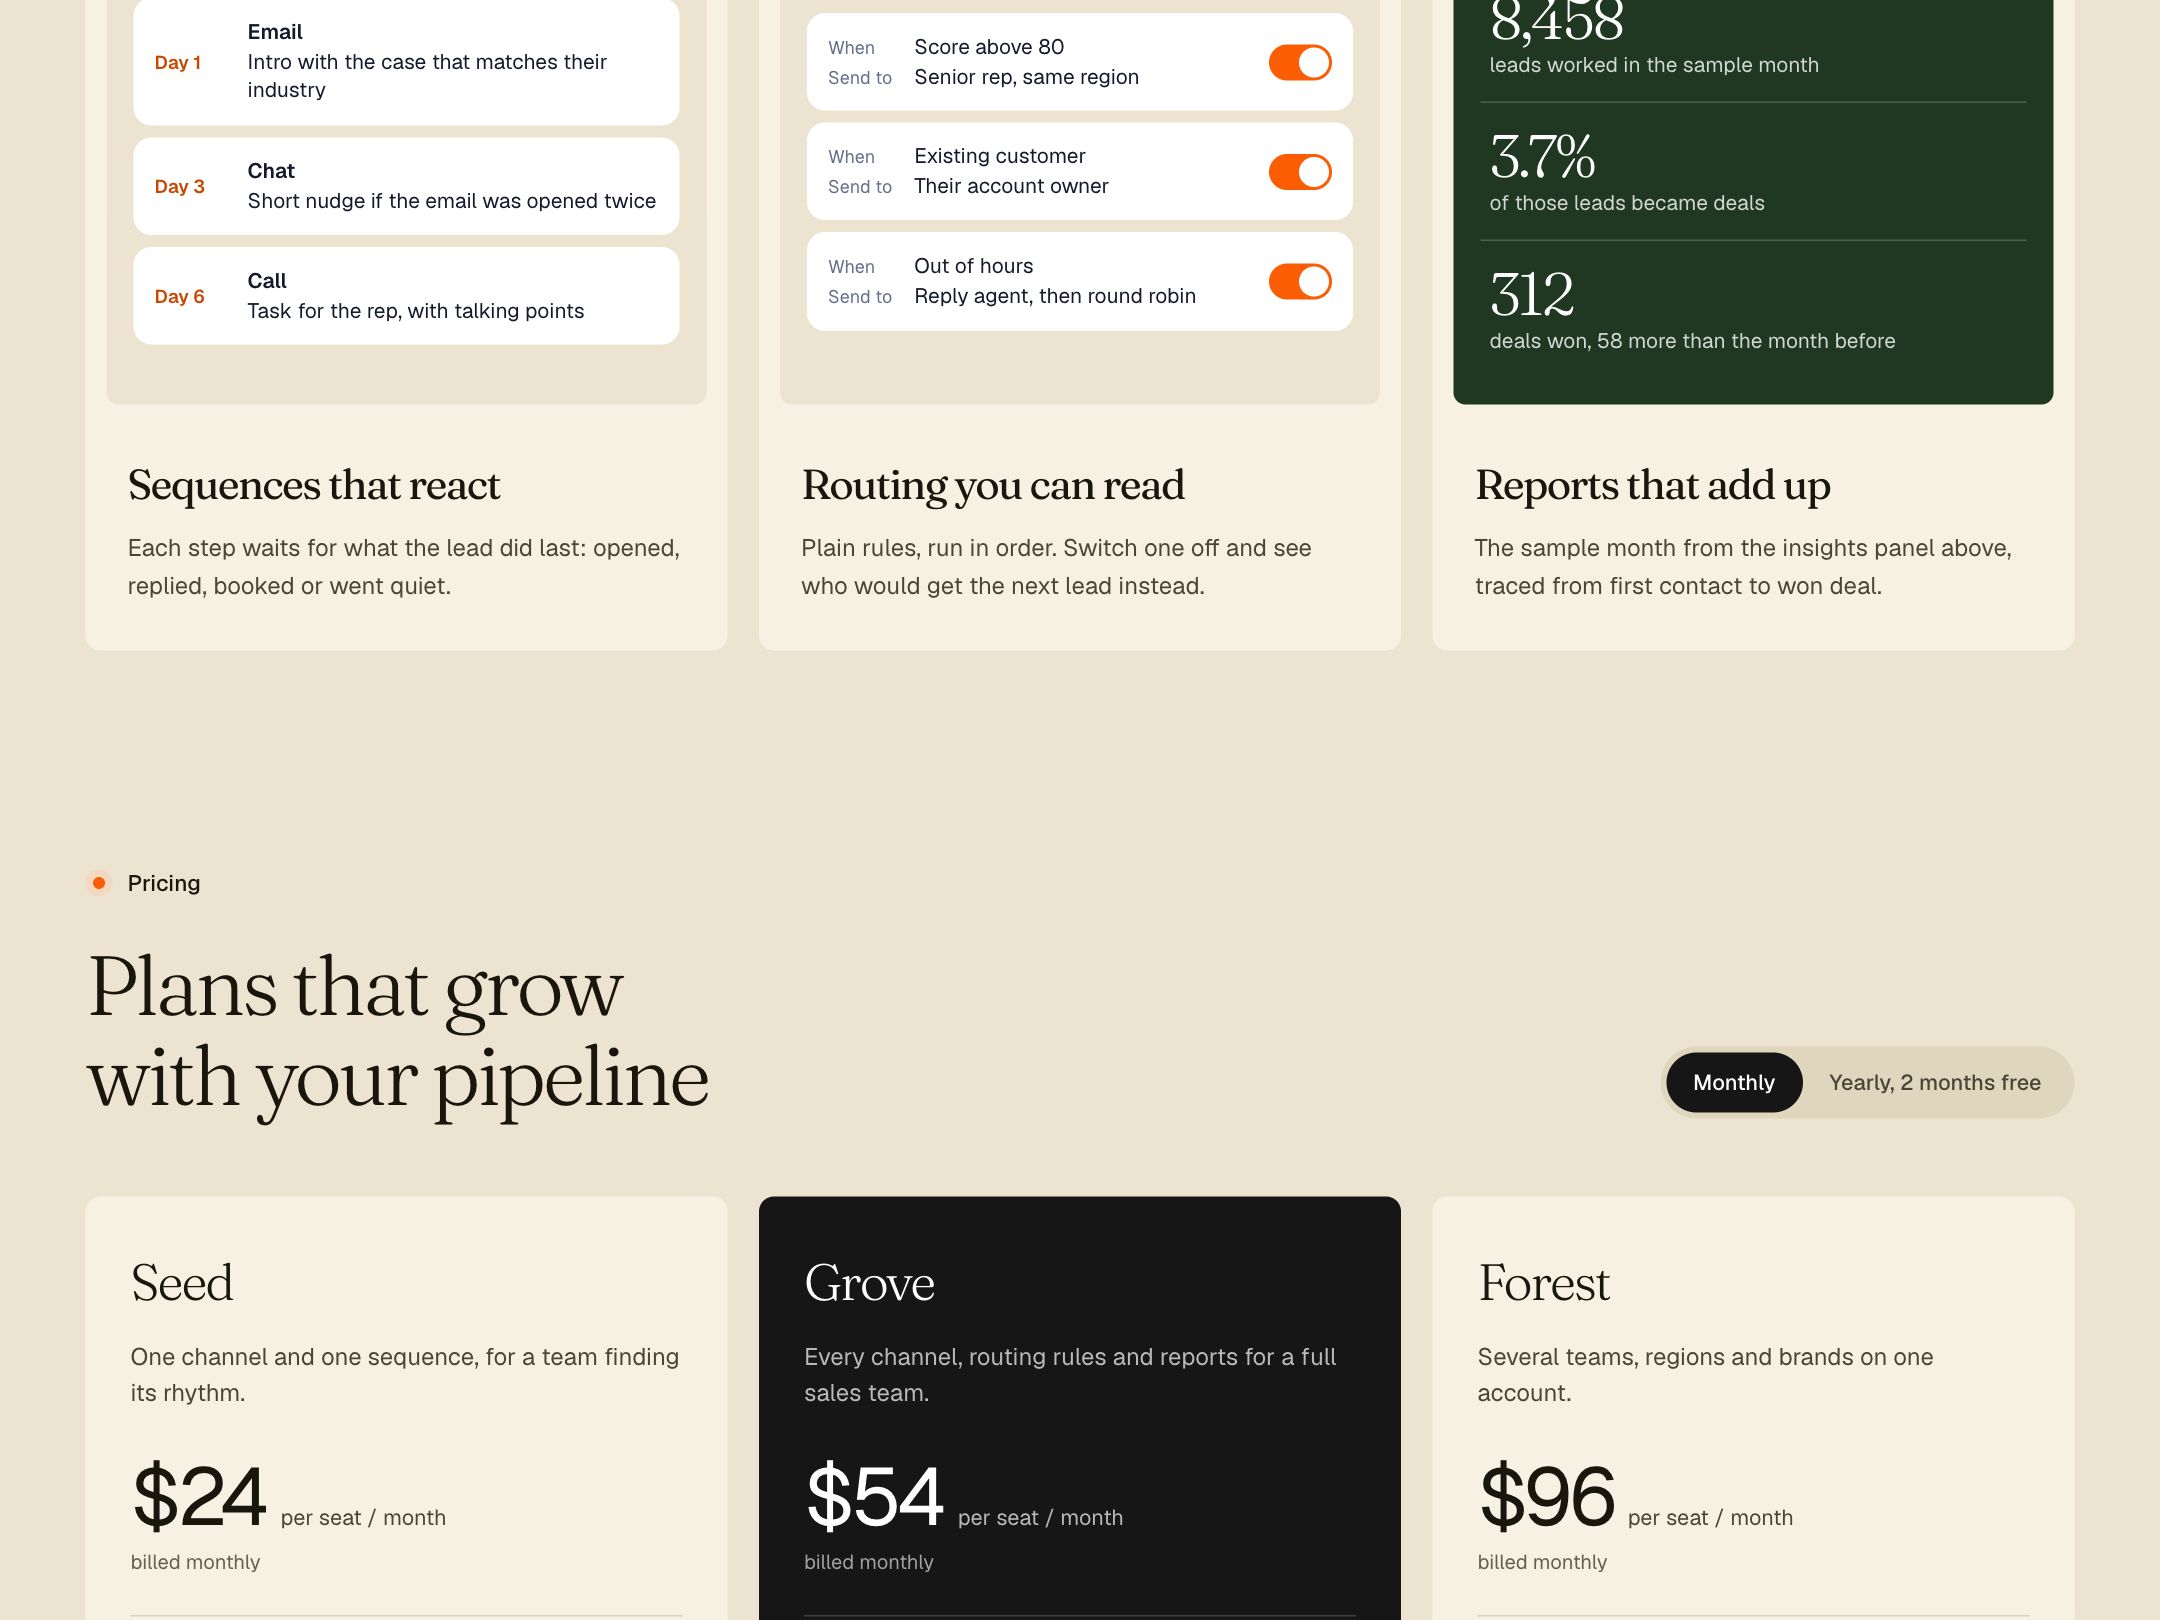 Day 1
Email
Intro with the case that matches their
industry
Day 3
Chat
Short nudge if the email was opened twice
Day 6
Call
Task for the rep, with talking points
Sequences that react
Each step waits for what the lead did last: opened,
replied, booked or went quiet.
When Score above 80
Send to Senior rep, same region
When Existing customer
Send to Their account owner
When Out of hours
Send to Reply agent, then round robin
Routing you can read
Plain rules, run in order. Switch one off and see
who would get the next lead instead.
8,458
leads worked in the sample month
3.7%
of those leads became deals
312
deals won, 58 more than the month before
Reports that add up
The sample month from the insights panel above,
traced from first contact to won deal.
Pricing
Plans that grow
with your pipeline
Monthly
Yearly, 2 months free
Seed
One channel and one sequence, for a team finding
its rhythm.
$24 per seat / month
billed monthly
Grove
Every channel, routing rules and reports for a full
sales team.
$54 per seat / month
billed monthly
Forest
Several teams, regions and brands on one
account.
$96 per seat / month
billed monthly